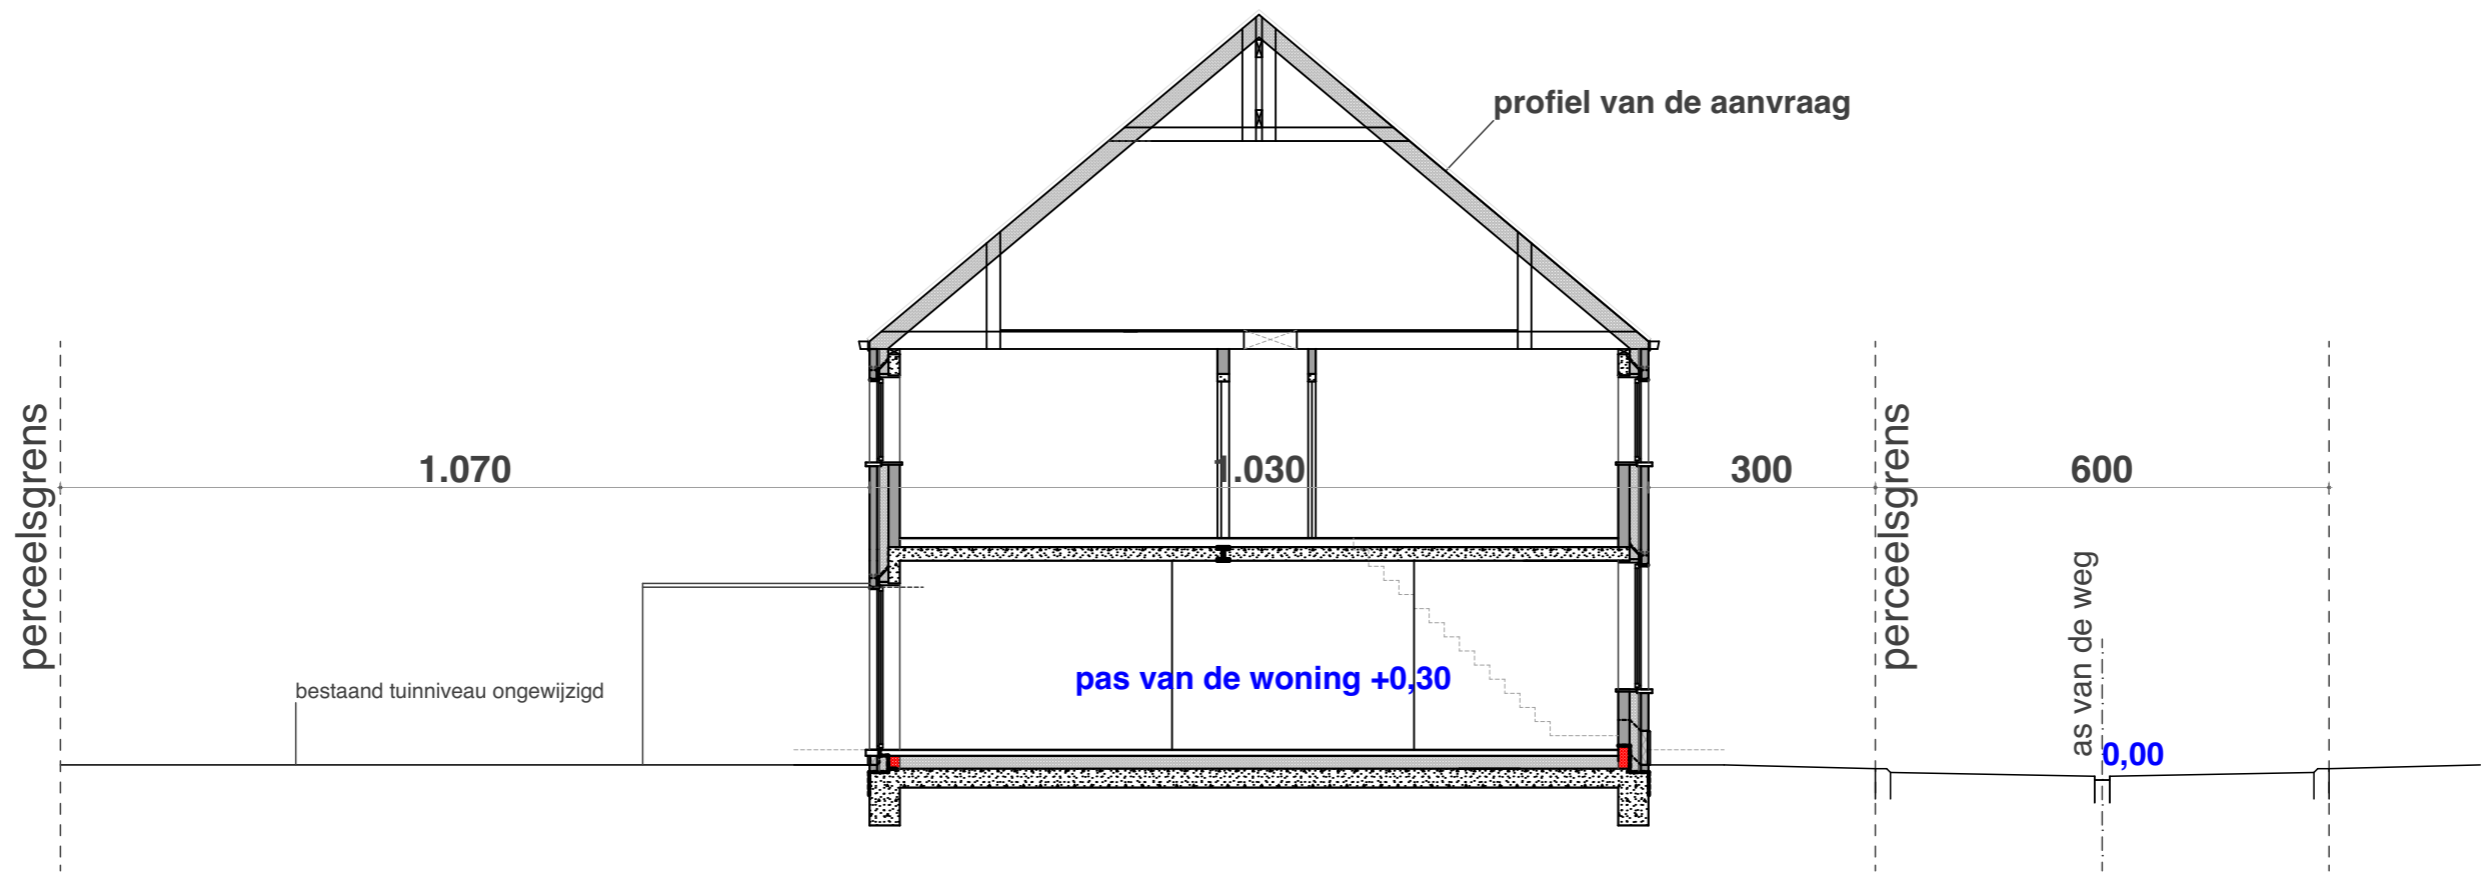 profiel van de aanvraag
perceelsgrens
1.070
1.030
300
perceelsgrens
600
as van de weg
bestaand tuinniveau ongewijzigd
pas van de woning +0,30
0,00